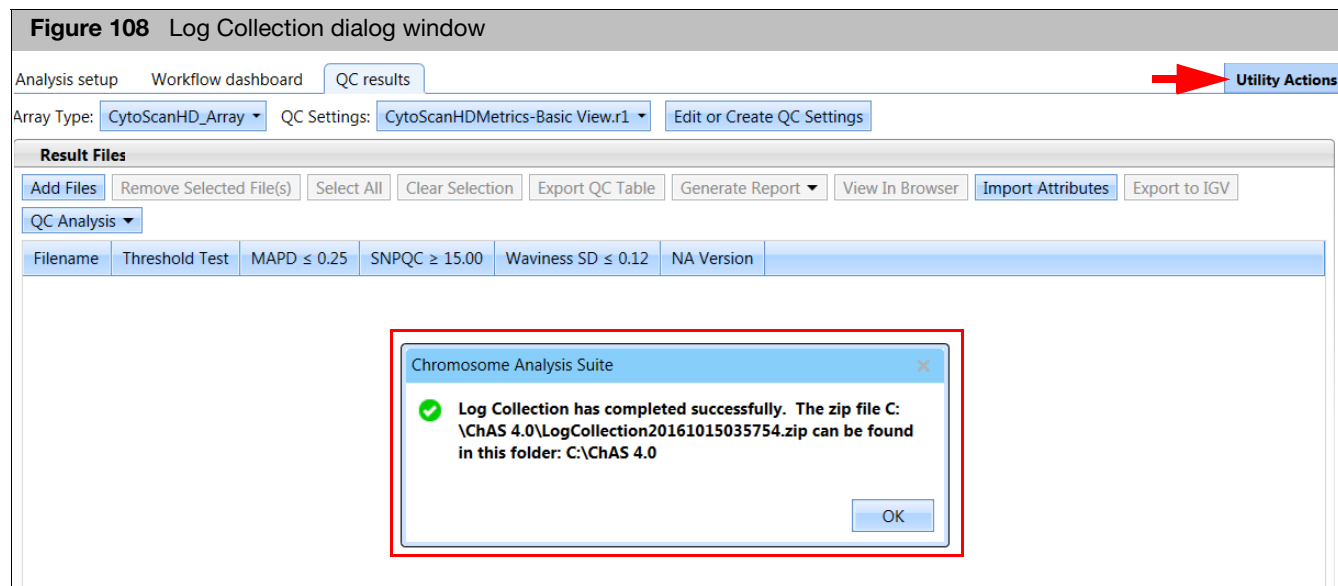 Figure 108 Log Collection dialog window
Analysis setup Workflow dashboard QC results Utility Actions
Array Type: CytoScanHD_Array QC Settings: CytoScanHDMetrics-Basic View.r1 Edit or Create QC Settings
Result Files
Add Files Remove Selected File(s) Select All Clear Selection Export QC Table Generate Report View In Browser Import Attributes Export to IGV
QC Analysis
Filename Threshold Test MAPD ≤ 0.25 SNPQC ≥ 15.00 Waviness SD ≤ 0.12 NA Version
Chromosome Analysis Suite
Log Collection has completed successfully. The zip file C:
\ChAS 4.0\LogCollection20161015035754.zip can be found
in this folder: C:\ChAS 4.0
OK